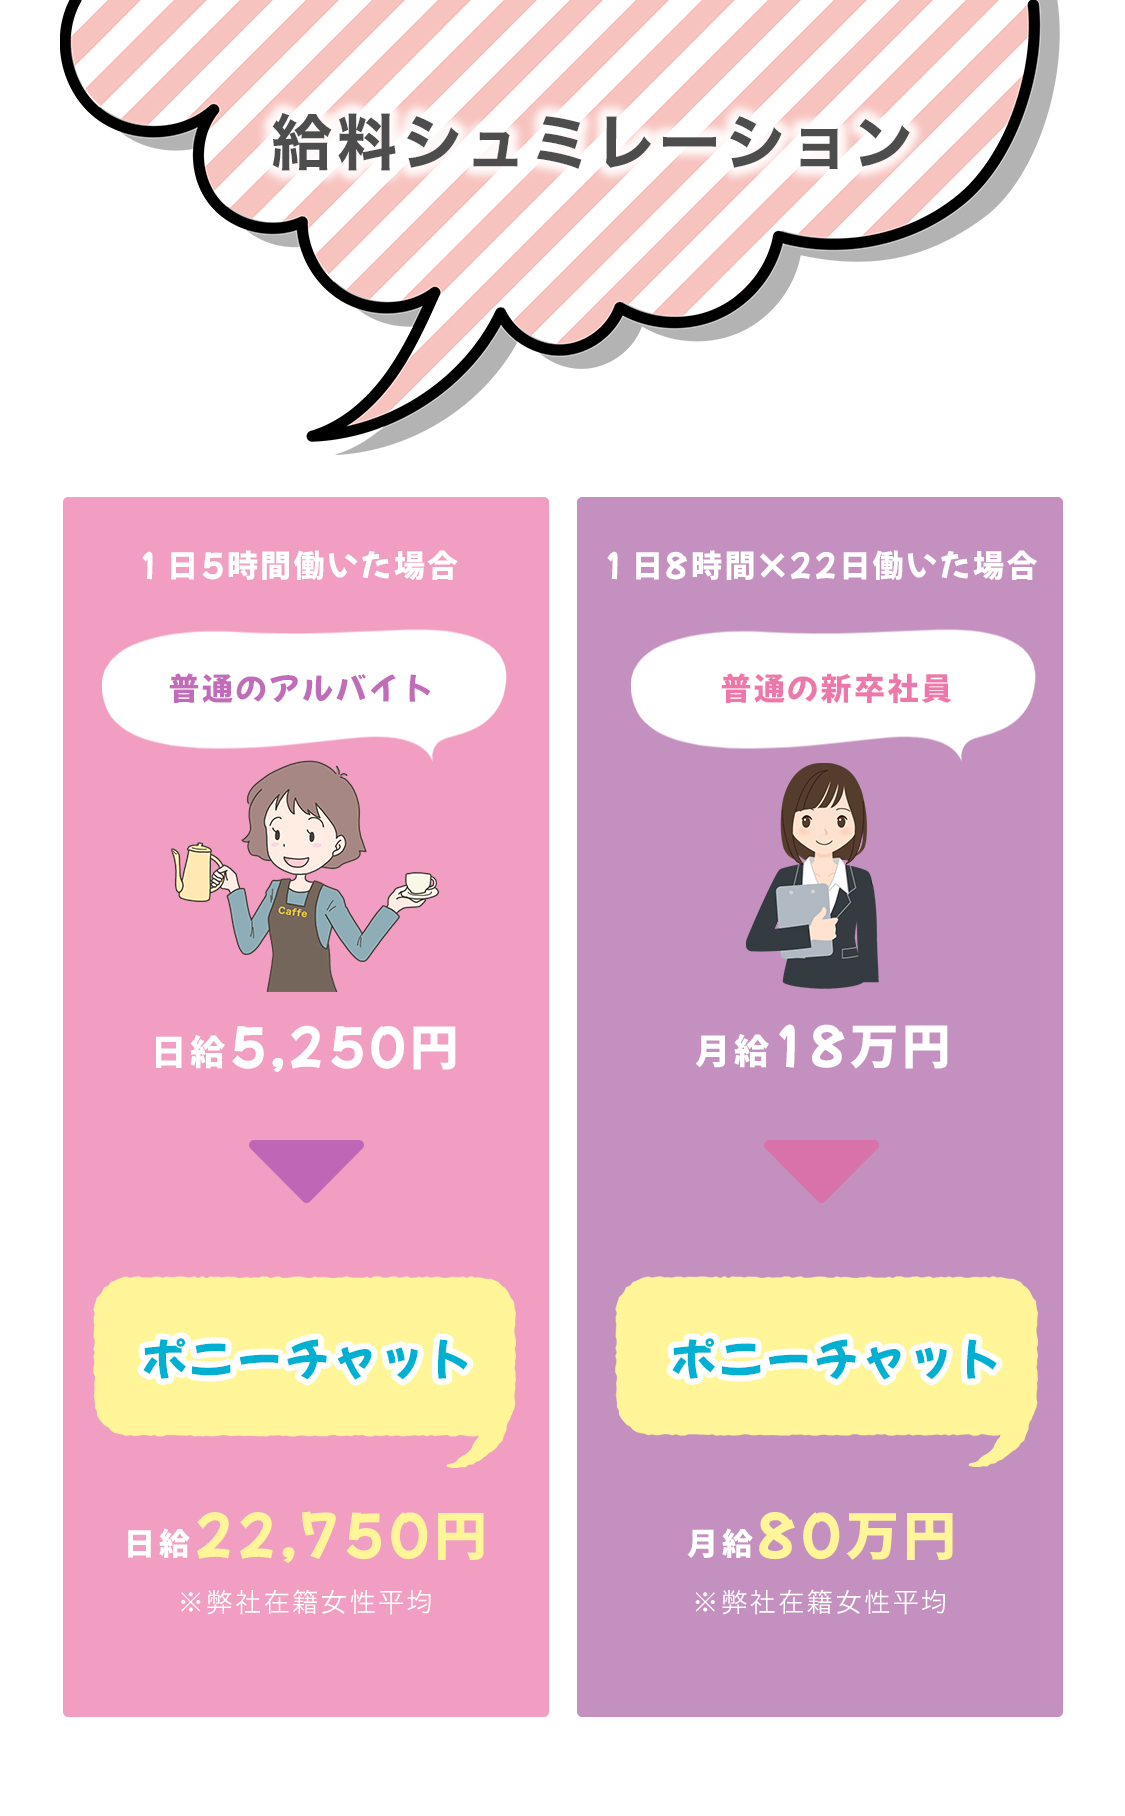 給料シュミレーション
1日5時間働いた場合
普通のアルバイト
Caffe
日給5,250円
ポニーチャット
日給22,750円
※弊社在籍女性平均
1日8時間×22日働いた場合
普通の新卒社員
月給18万円
ポニーチャット
月給80万円
※弊社在籍女性平均